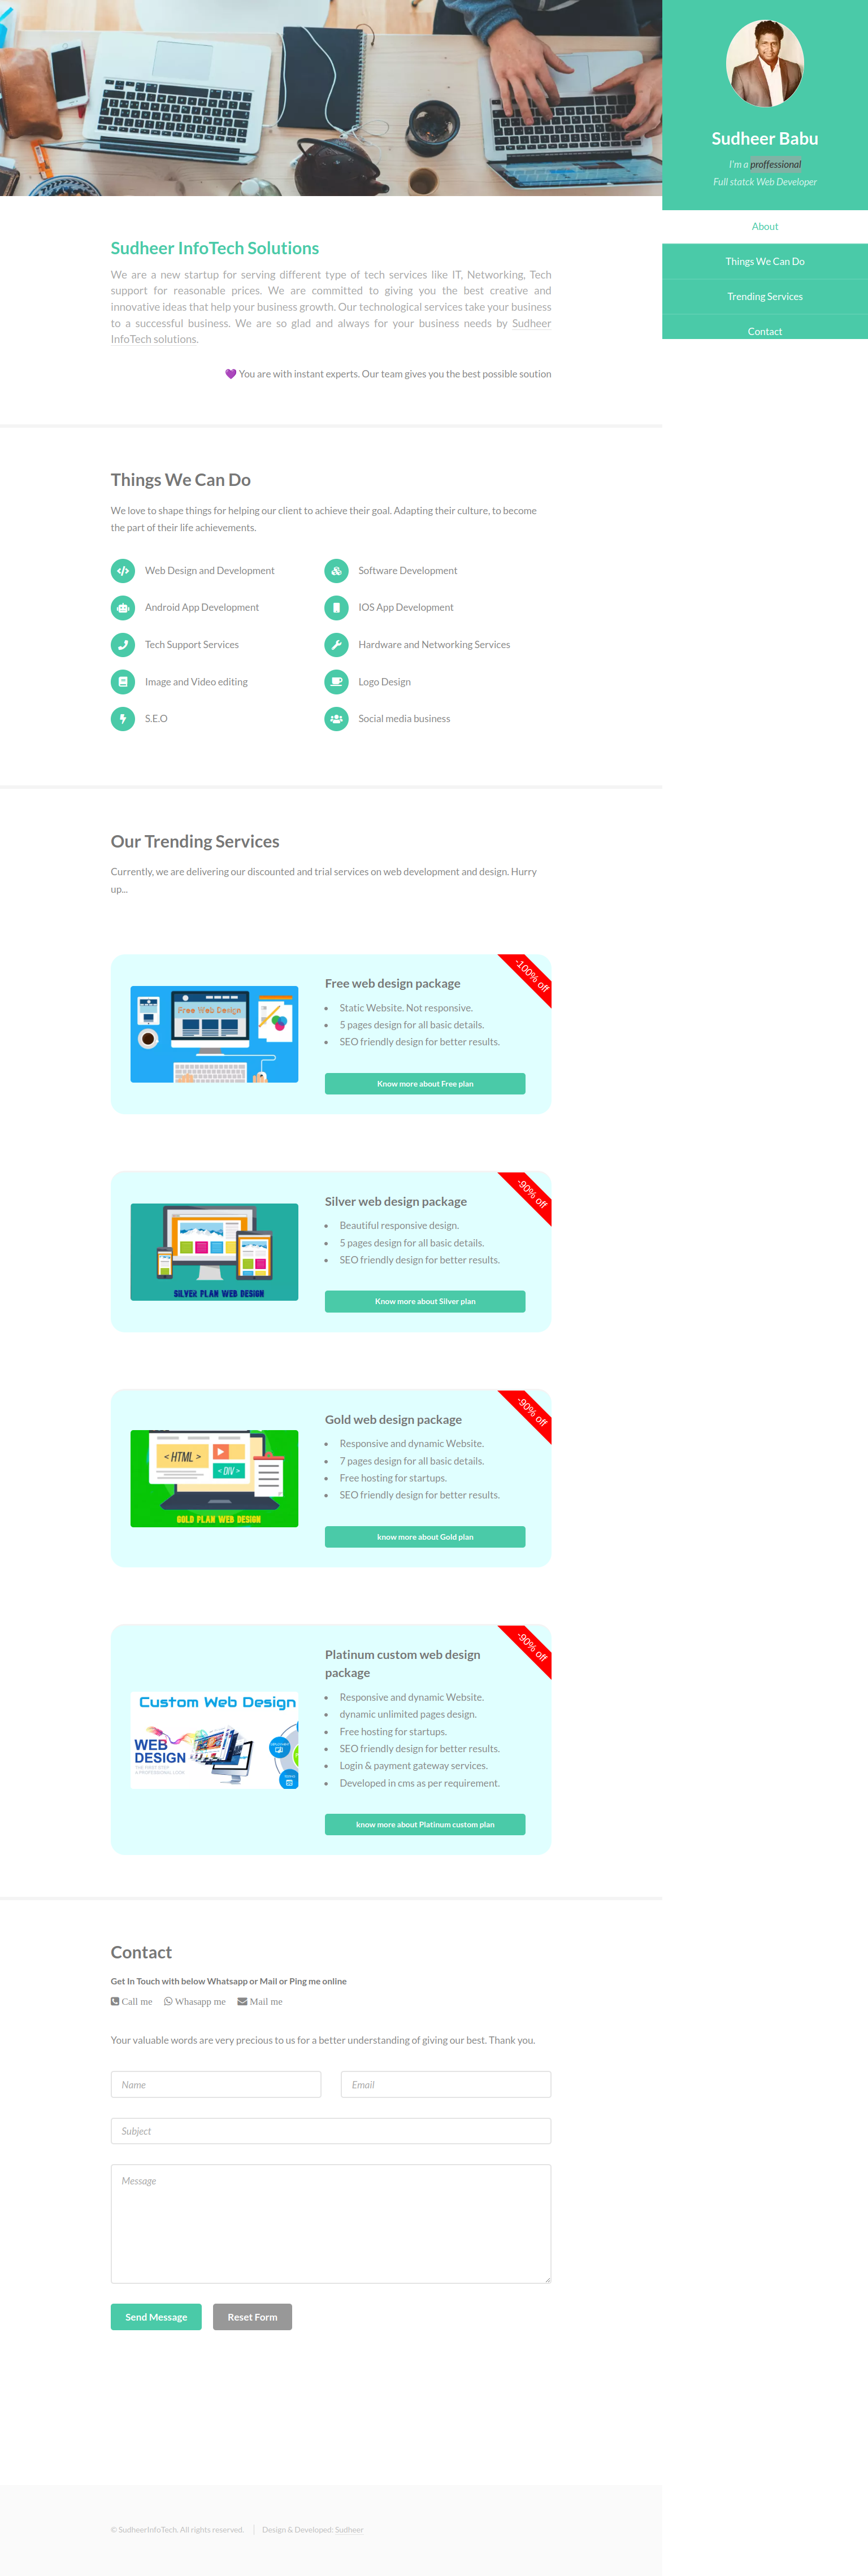 Sudheer Babu
I'm a proffessional
Full statck Web Developer
About
Things We Can Do
Trending Services
Contact
Sudheer InfoTech Solutions
We are a new startup for serving different type of tech services like IT, Networking, Tech
support for reasonable prices. We are committed to giving you the best creative and
innovative ideas that help your business growth. Our technological services take your business
to a successful business. We are so glad and always for your business needs by Sudheer
InfoTech solutions.
💜 You are with instant experts. Our team gives you the best possible soution
Things We Can Do
We love to shape things for helping our client to achieve their goal. Adapting their culture, to become
the part of their life achievements.
Web Design and Development
Software Development
Android App Development
IOS App Development
Tech Support Services
Hardware and Networking Services
Image and Video editing
Logo Design
S.E.O
Social media business
Our Trending Services
Currently, we are delivering our discounted and trial services on web development and design. Hurry
up...
-100% off
Free Web Design
Free web design package
• Static Website. Not responsive.
• 5 pages design for all basic details.
• SEO friendly design for better results.
Know more about Free plan
-90% off
SILVER PLAN WEB DESIGN
Silver web design package
• Beautiful responsive design.
• 5 pages design for all basic details.
• SEO friendly design for better results.
Know more about Silver plan
-90% off
< HTML >
< DIV >
GOLD PLAN WEB DESIGN
Gold web design package
• Responsive and dynamic Website.
• 7 pages design for all basic details.
• Free hosting for startups.
• SEO friendly design for better results.
know more about Gold plan
-90% off
Custom Web Design
WEB
DESIGN
THE FIRST STEP
A PROFESSIONAL LOOK
Platinum custom web design
package
• Responsive and dynamic Website.
• dynamic unlimited pages design.
• Free hosting for startups.
• SEO friendly design for better results.
• Login & payment gateway services.
• Developed in cms as per requirement.
know more about Platinum custom plan
Contact
Get In Touch with below Whatsapp or Mail or Ping me online
Call me Whasapp me Mail me
Your valuable words are very precious to us for a better understanding of giving our best. Thank you.
Name
Email
Subject
Message
Send Message
Reset Form
© SudheerInfoTech. All rights reserved. Design & Developed: Sudheer